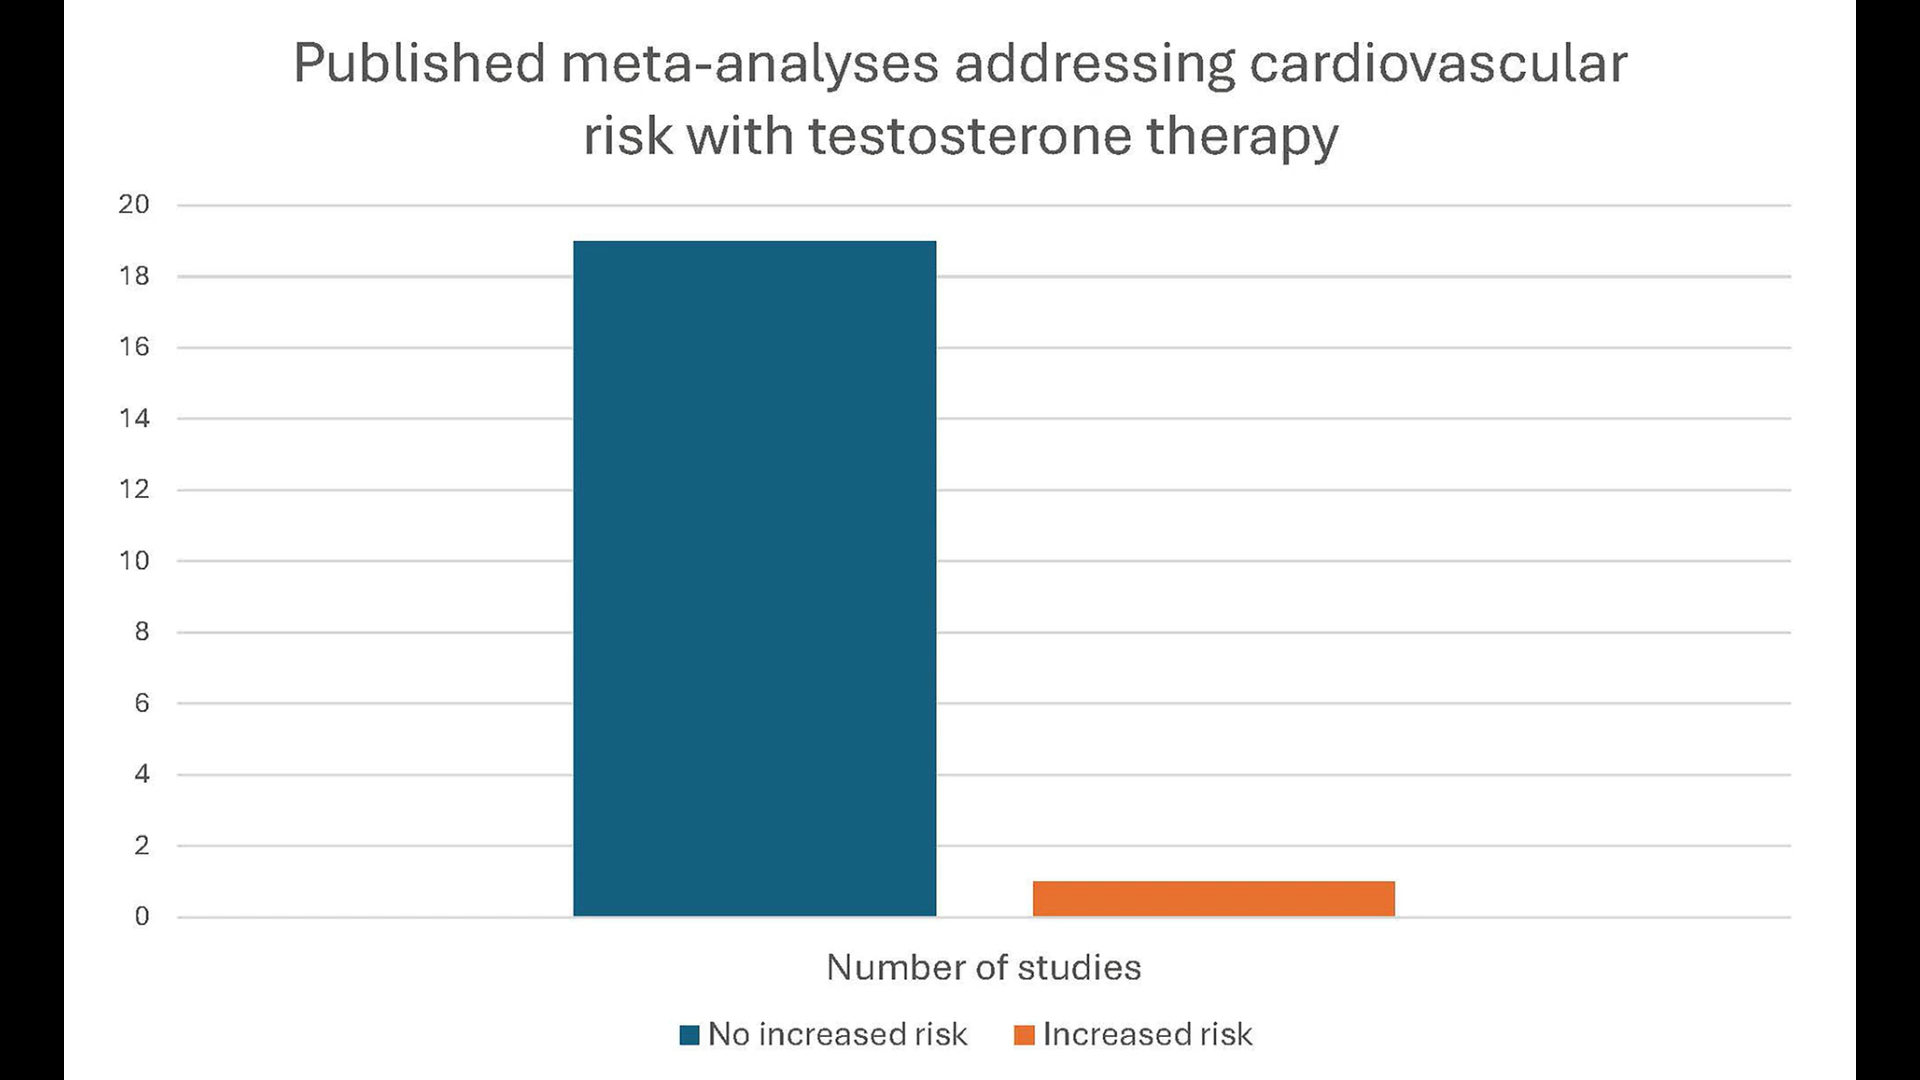 Published meta-analyses addressing cardiovascular
risk with testosterone therapy
20
18
16
14
12
10
8
6
4
2
0
Number of studies
No increased risk
Increased risk